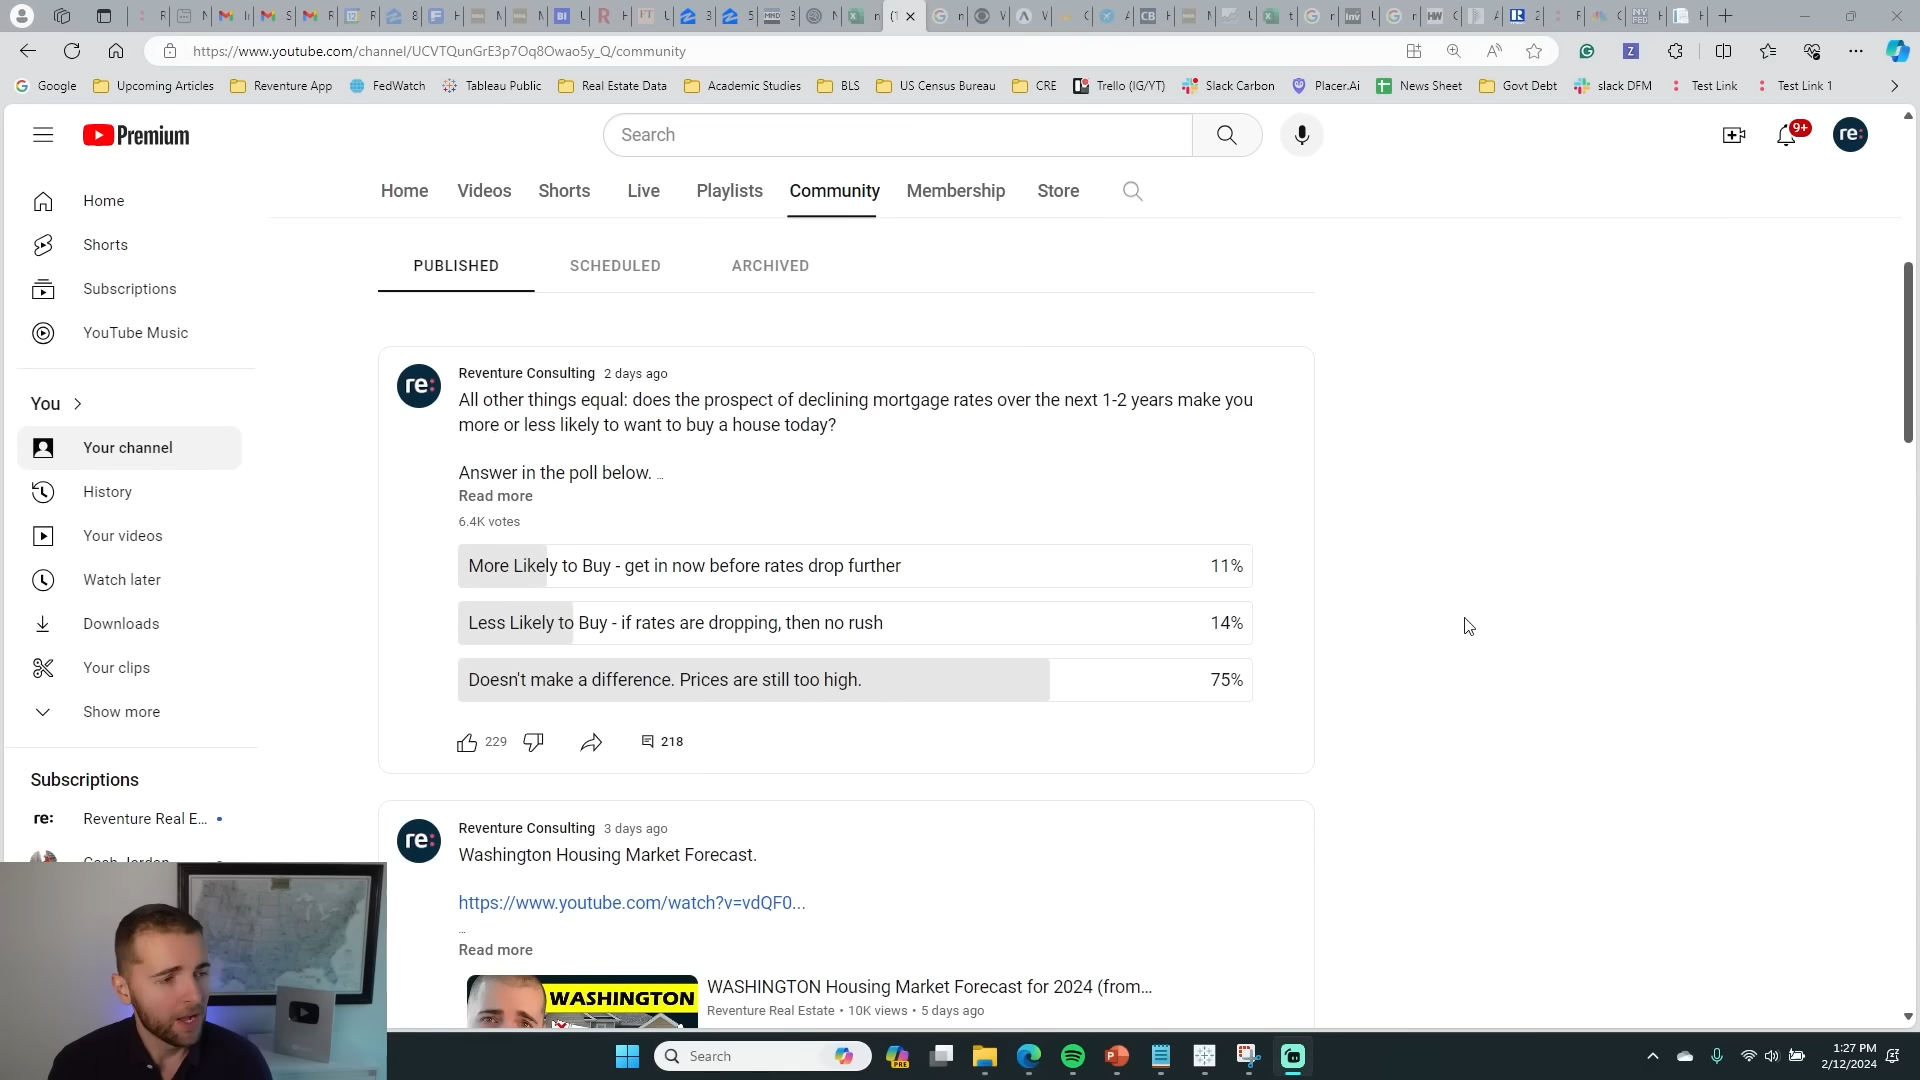 https://www.youtube.com/channel/UCVTQunGrE3p7Oq8Owao5y_Q/community
Google Upcoming Articles Reventure App FedWatch Tableau Public Real Estate Data Academic Studies BLS US Census Bureau CRE Trello (IG/YT) Slack Carbon Placer.Ai News Sheet Govt Debt slack DFM Test Link Test Link 1
Premium
Search
9+
re:
Home Videos Shorts Live Playlists Community Membership Store
Home
Shorts
Subscriptions
YouTube Music
You
Your channel
History
Your videos
Watch later
Downloads
Your clips
Show more
Subscriptions
re: Reventure Real E...
PUBLISHED SCHEDULED ARCHIVED
re:
Reventure Consulting 2 days ago
All other things equal: does the prospect of declining mortgage rates over the next 1-2 years make you
more or less likely to want to buy a house today?
Answer in the poll below. ...
Read more
6.4K votes
More Likely to Buy - get in now before rates drop further 11%
Less Likely to Buy - if rates are dropping, then no rush 14%
Doesn't make a difference. Prices are still too high. 75%
229 218
re:
Reventure Consulting 3 days ago
Washington Housing Market Forecast.
https://www.youtube.com/watch?v=vdQF0...
...
Read more
WASHINGTON
WASHINGTON Housing Market Forecast for 2024 (from...
Reventure Real Estate • 10K views • 5 days ago
Search
PRE
1:27 PM
2/12/2024